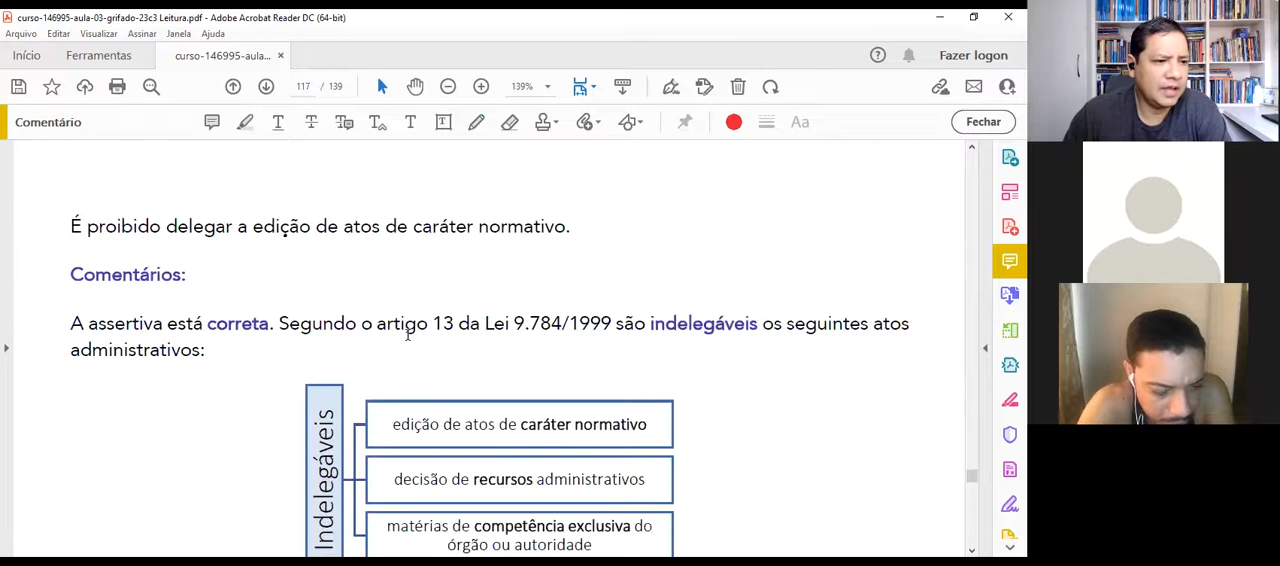 curso-146995-aula-03-grifado-23c3 Leitura.pdf - Adobe Acrobat Reader DC (64-bit)
Arquivo Editar Visualizar Assinar Janela Ajuda
Início Ferramentas curso-146995-aula... × Fazer logon
117 / 139 139%
Comentário Aa Fechar
É proibido delegar a edição de atos de caráter normativo.
Comentários:
A assertiva está correta. Segundo o artigo 13 da Lei 9.784/1999 são indelegáveis os seguintes atos
administrativos:
Indelegáveis
edição de atos de caráter normativo
decisão de recursos administrativos
matérias de competência exclusiva do
órgão ou autoridade